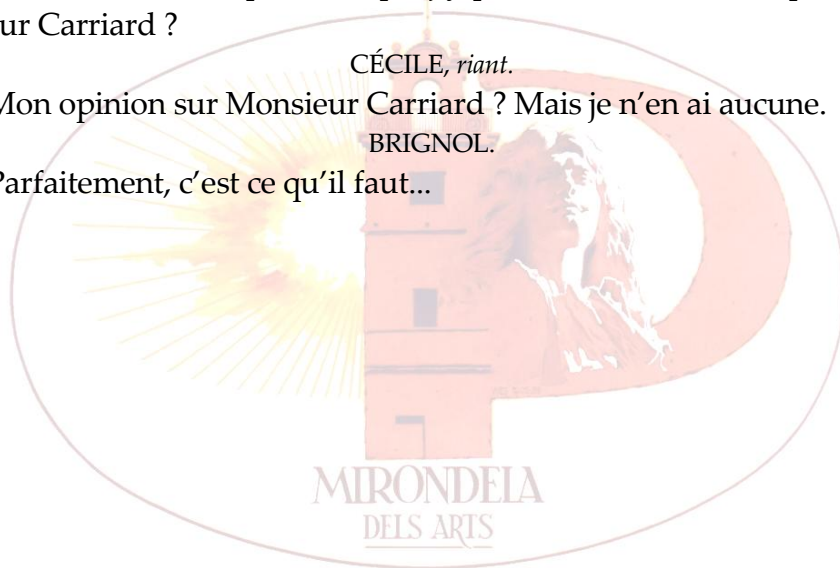 ur Carriard ?
CÉCILE, riant.
Mon opinion sur Monsieur Carriard ? Mais je n’en ai aucune.
BRIGNOL.
Parfaitement, c’est ce qu’il faut...
MIRONDELA
DELS ARTS